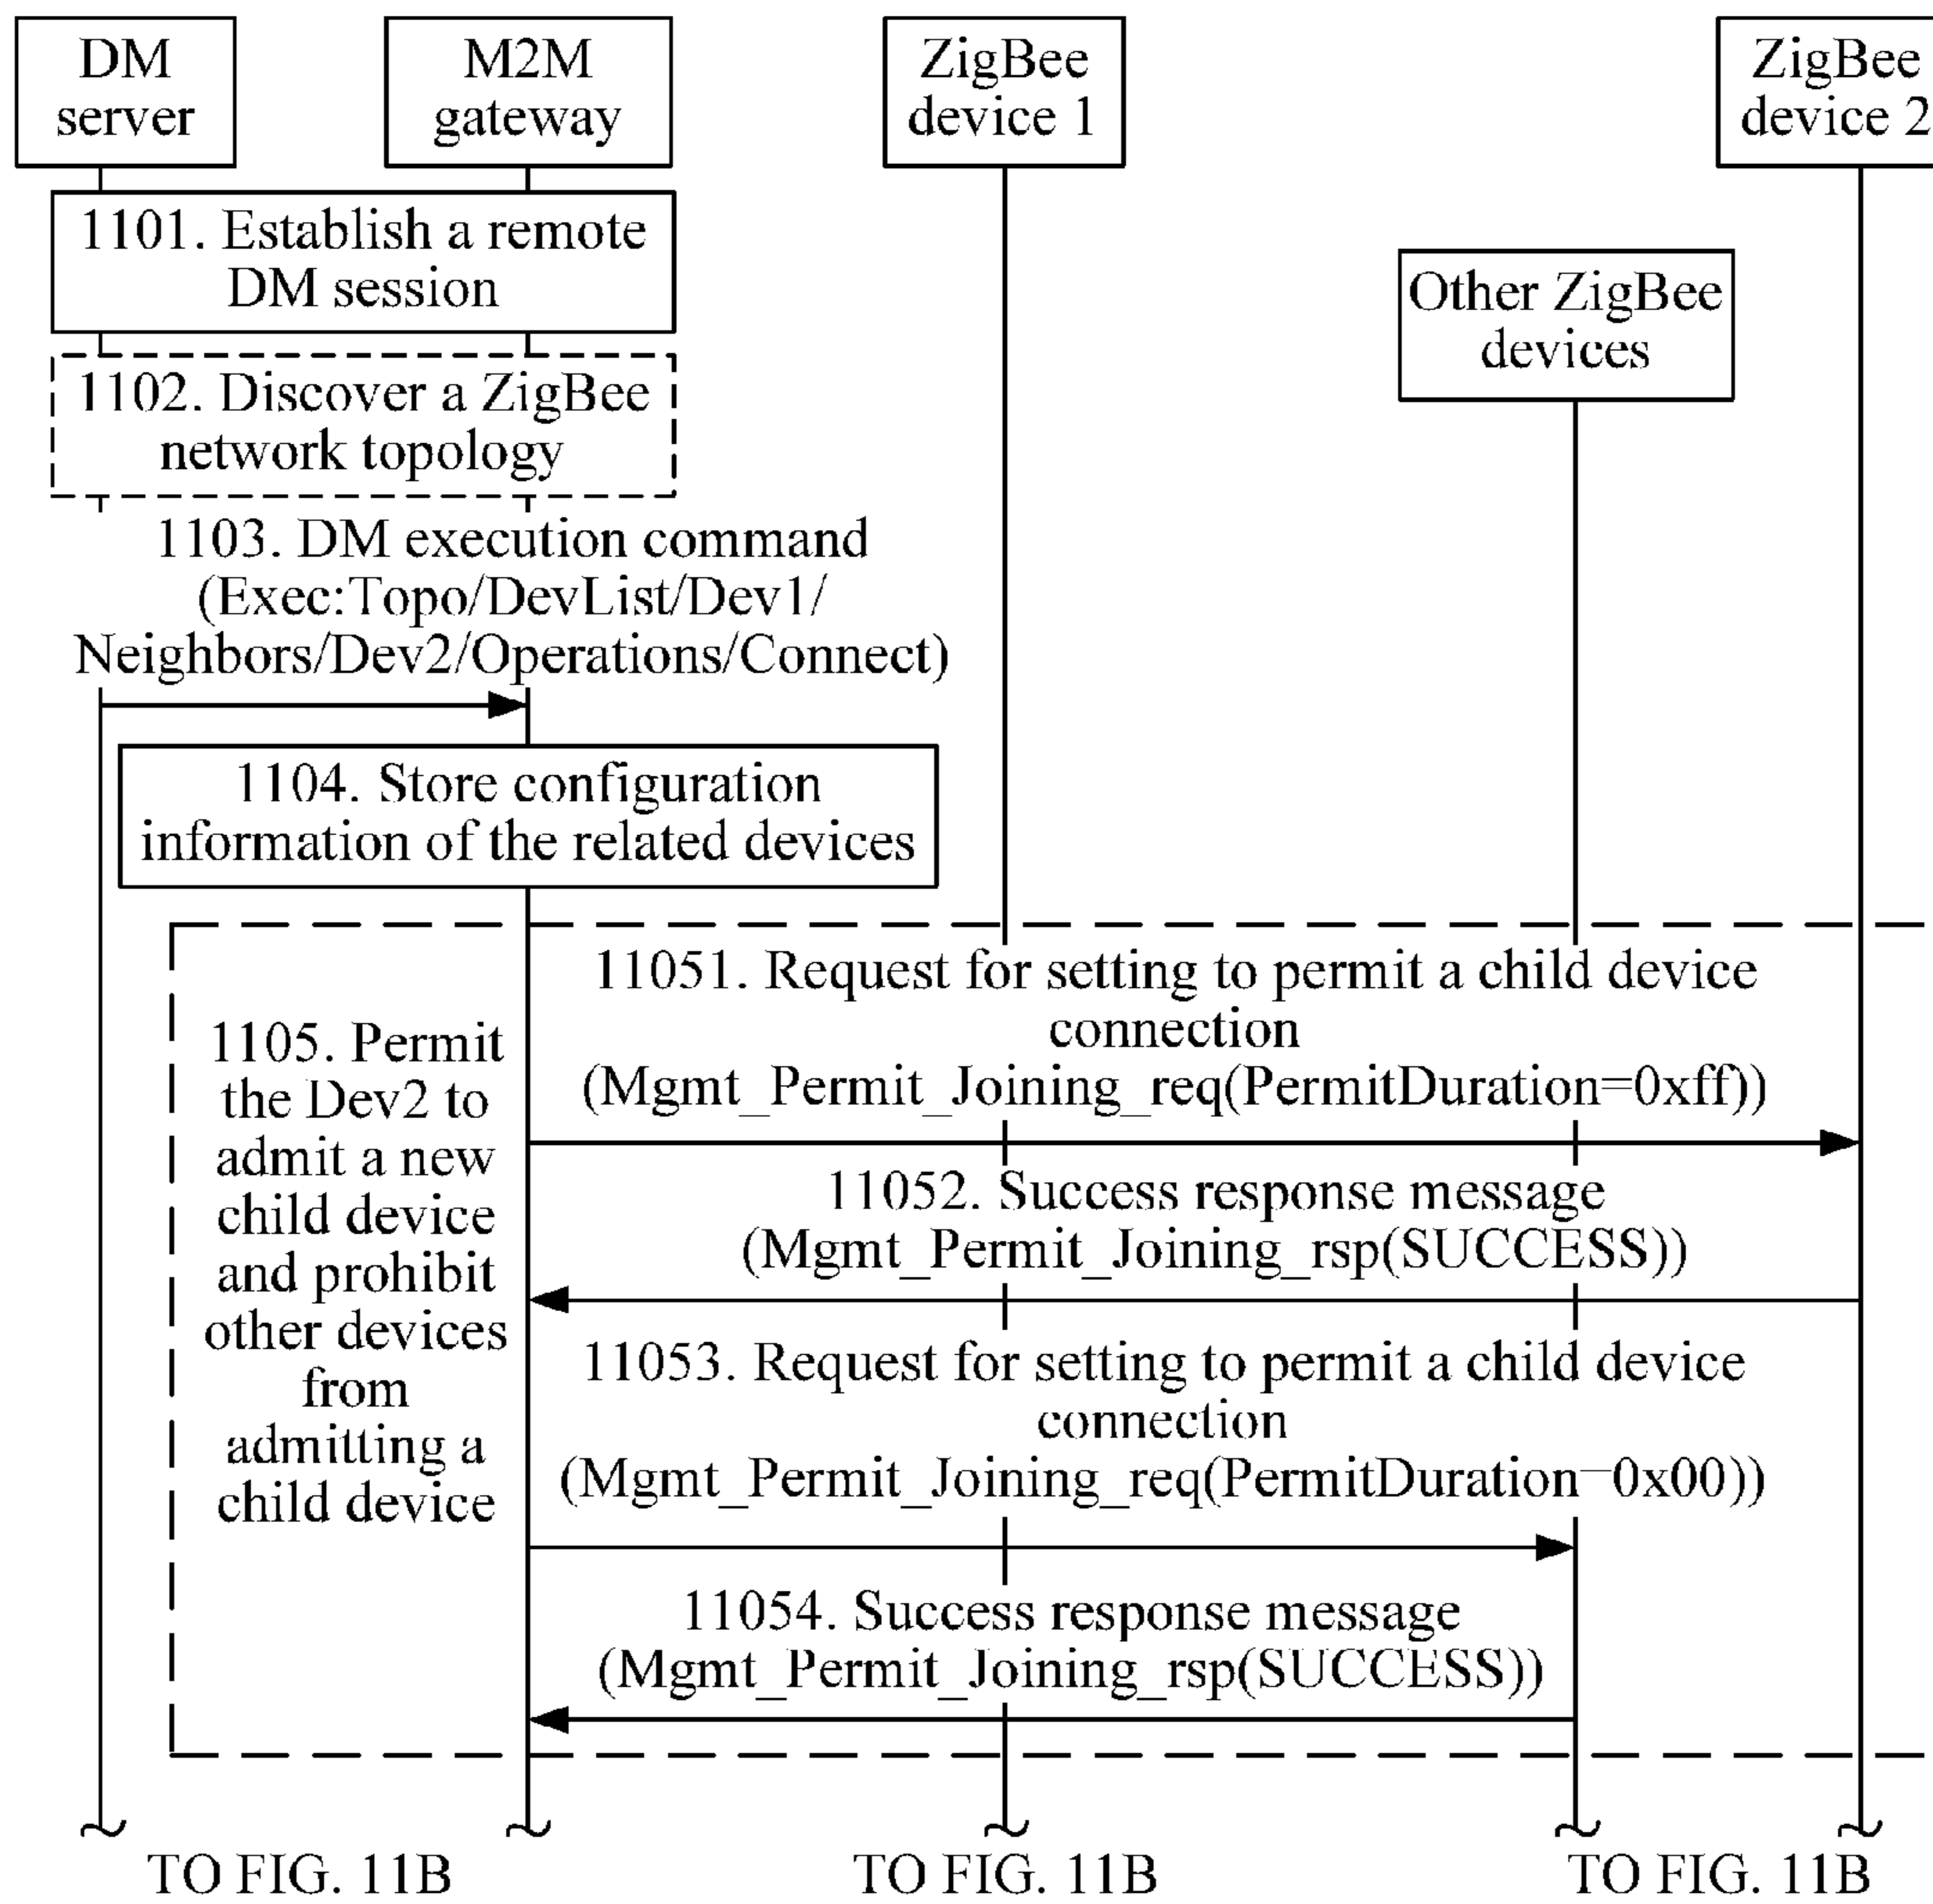 DM
server
M2M
gateway
ZigBee
device 1
ZigBee
device 2
1101. Establish a remote
DM session
Other ZigBee
devices
1102. Discover a ZigBee
network topology
1103. DM execution command
(Exec:Topo/DevList/Dev1/
Neighbors/Dev2/Operations/Connect)
1104. Store configuration
information of the related devices
1105. Permit
the Dev2 to
admit a new
child device
and prohibit
other devices
from
admitting a
child device
11051. Request for setting to permit a child device
connection
(Mgmt_Permit_Joining_req(PermitDuration=0xff))
11052. Success response message
(Mgmt_Permit_Joining_rsp(SUCCESS))
11053. Request for setting to permit a child device
connection
(Mgmt_Permit_Joining_req(PermitDuration=0x00))
11054. Success response message
(Mgmt_Permit_Joining_rsp(SUCCESS))
TO FIG. 11B
TO FIG. 11B
TO FIG. 11B